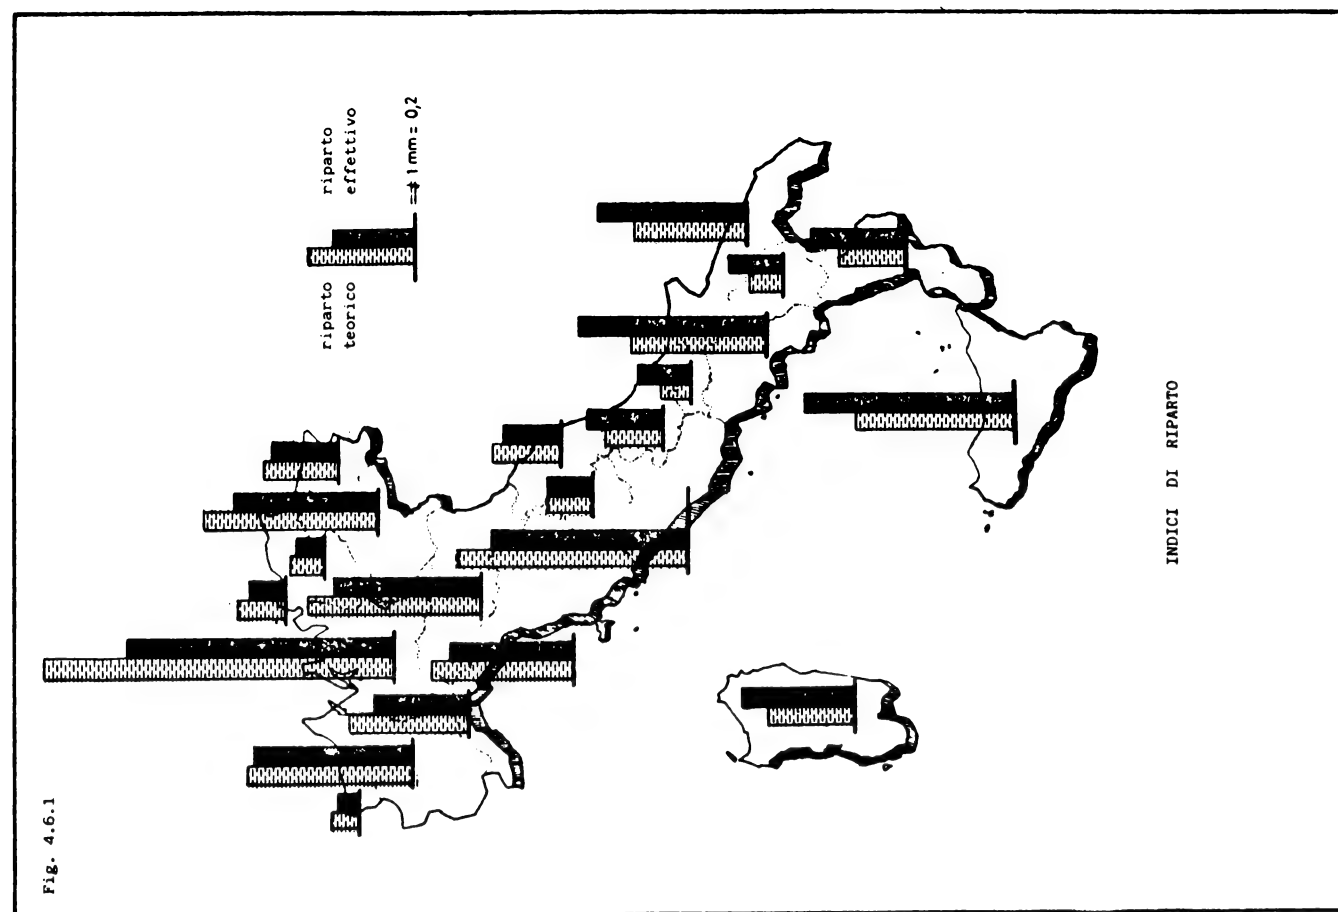 Fig. 4.6.1
riparto
teorico
riparto
effettivo
1 mm = 0,2
INDICI DI RIPARTO